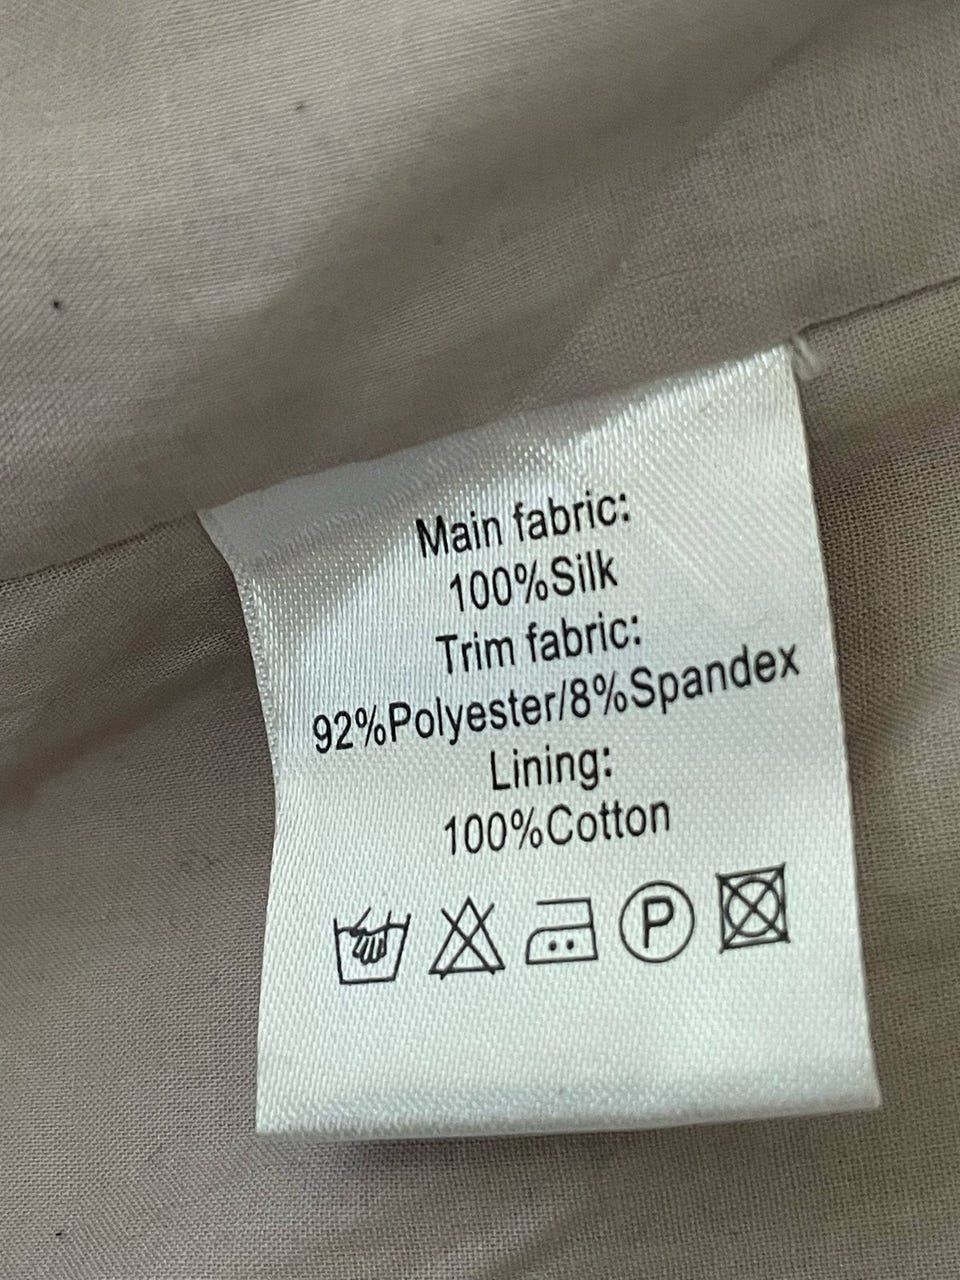 Main fabric:
100%Silk
Trim fabric:
92%Polyester/8%Spandex
Lining:
100%Cotton
P